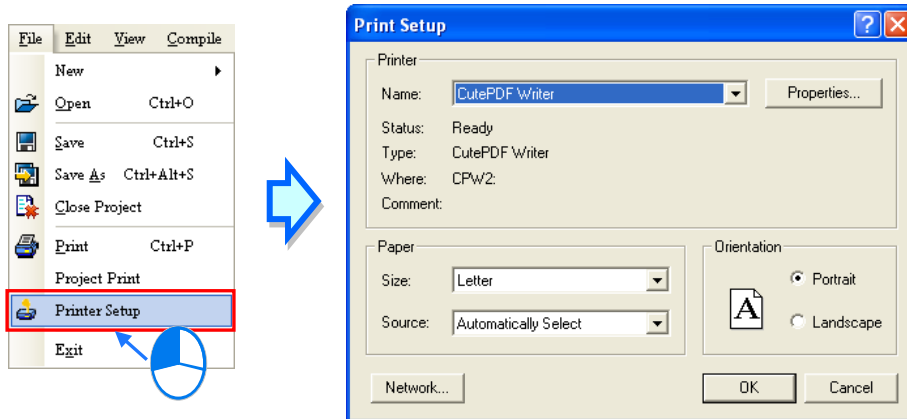 File Edit View Compile
New
Open Ctrl+O
Save Ctrl+S
Save As Ctrl+Alt+S
Close Project
Print Ctrl+P
Project Print
Printer Setup
Exit
Print Setup
Printer
Name: CutePDF Writer Properties...
Status: Ready
Type: CutePDF Writer
Where: CPW2:
Comment:
Paper
Size: Letter
Source: Automatically Select
Orientation
A
Portrait
Landscape
Network... OK Cancel